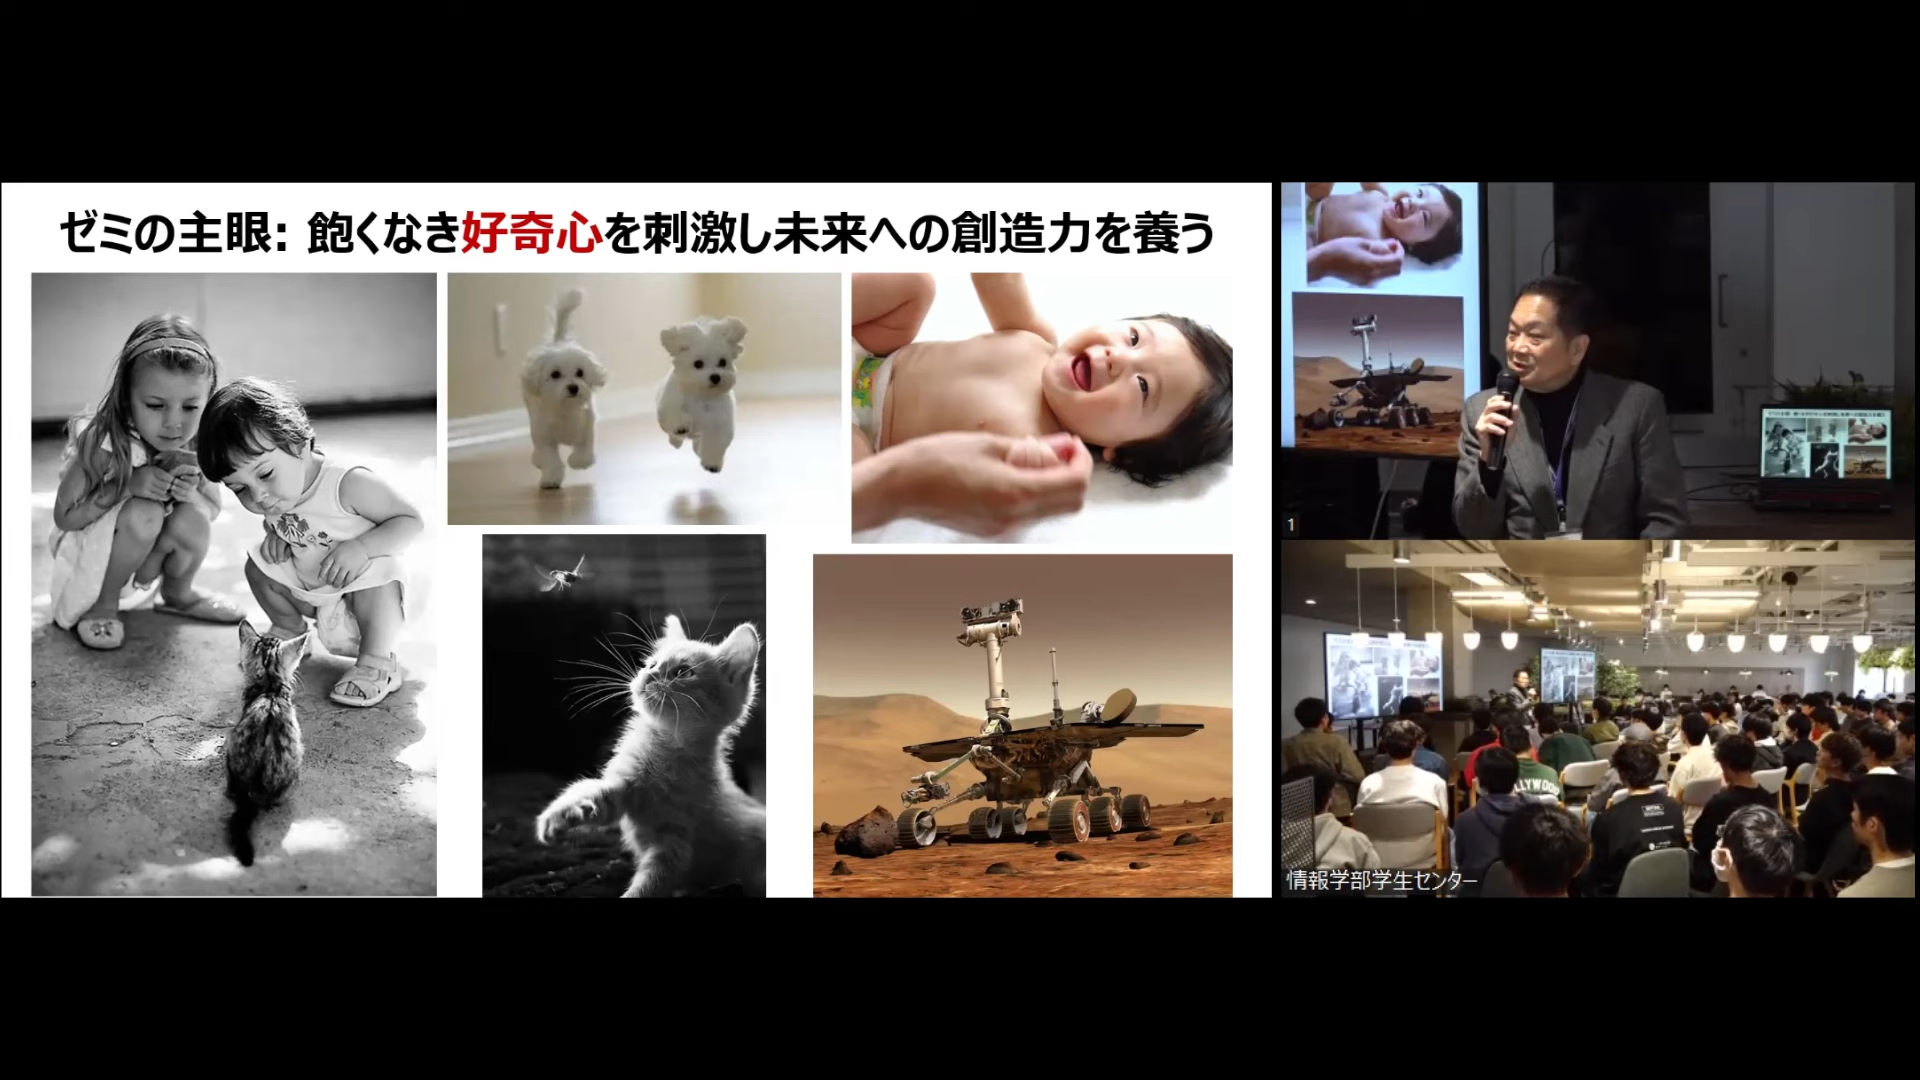 ゼミの主眼: 飽くなき好奇心を刺激し未来への創造力を養う
1
情報学部学生センター